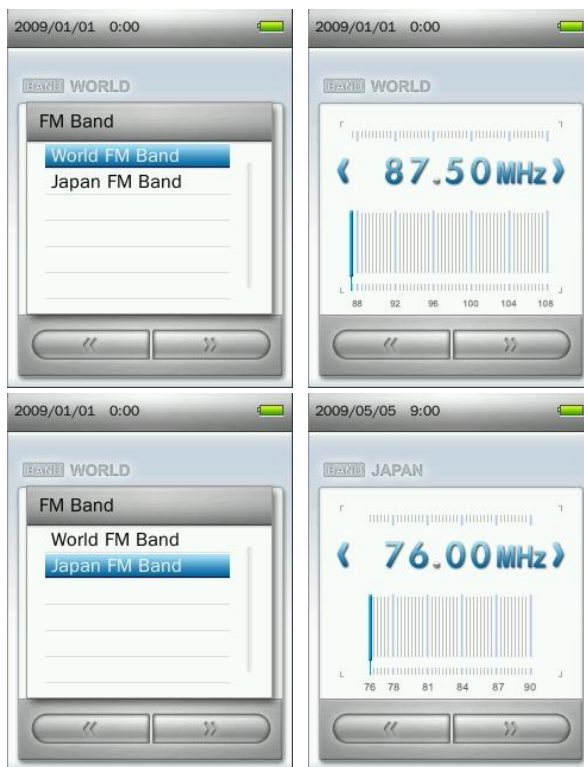 2009/01/01 0:00
BAND WORLD
FM Band
World FM Band
Japan FM Band
2009/01/01 0:00
BAND WORLD
87.50MHz
88 92 96 100 104 108
2009/01/01 0:00
BAND WORLD
FM Band
World FM Band
Japan FM Band
2009/05/05 9:00
BAND JAPAN
76.00MHz
76 78 81 84 87 90